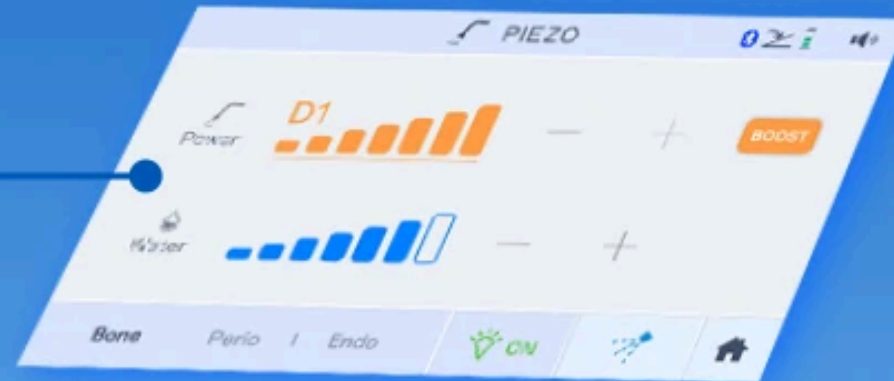 PIEZO
D1
Power
BOOST
Water
Bone Perio | Endo ON